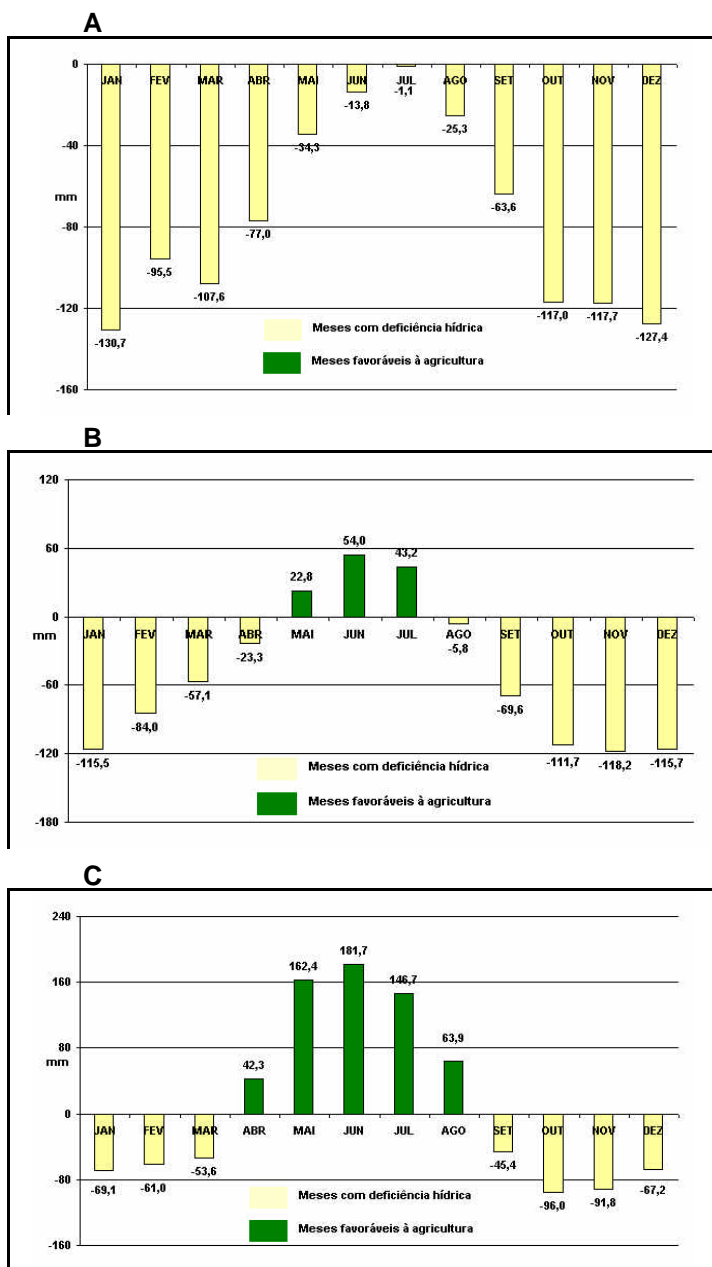 A
0
JAN FEV MAR ABR MAI JUN JUL AGO SET OUT NOV DEZ
-1,1
-13,8
-25,3
-34,3
-40
mm
-63,6
-77,0
-80
-95,5
-107,6
-120
-117,0 -117,7
-127,4
-130,7
Meses com deficiência hídrica
Meses favoráveis à agricultura
-160
B
120
60
54,0
43,2
22,8
0
mm
JAN FEV MAR ABR MAI JUN JUL AGO SET OUT NOV DEZ
-5,8
-23,3
-57,1
-60
-69,6
-84,0
-120
-115,5
-111,7 -118,2 -115,7
Meses com deficiência hídrica
Meses favoráveis à agricultura
-180
C
240
181,7
162,4
146,7
160
63,9
80
mm
42,3
0
JAN FEV MAR ABR MAI JUN JUL AGO SET OUT NOV DEZ
-45,4
-69,1 -61,0 -53,6
-67,2
-80
-96,0 -91,8
Meses com deficiência hídrica
Meses favoráveis à agricultura
-160